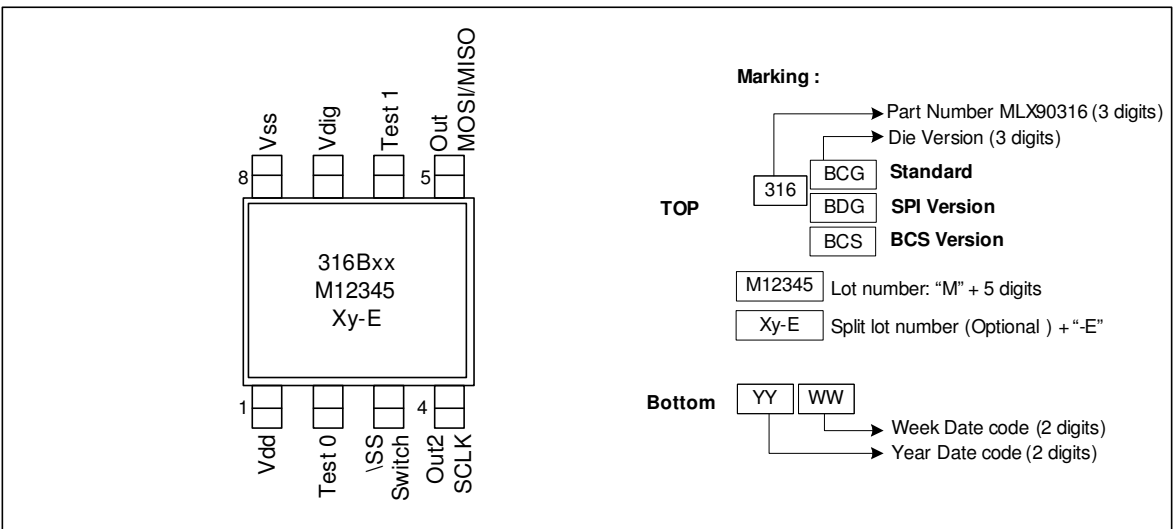 Vss
Vdig
Test 1
Out
MOSI/MISO
8
5
316Bxx
M12345
Xy-E
1
4
Vdd
Test 0
\SS
Switch
Out2
SCLK
Marking :
Part Number MLX90316 (3 digits)
Die Version (3 digits)
TOP
316
BCG Standard
BDG SPI Version
BCS BCS Version
M12345 Lot number: “M” + 5 digits
Xy-E Split lot number (Optional ) + “-E”
Bottom YY WW
Week Date code (2 digits)
Year Date code (2 digits)